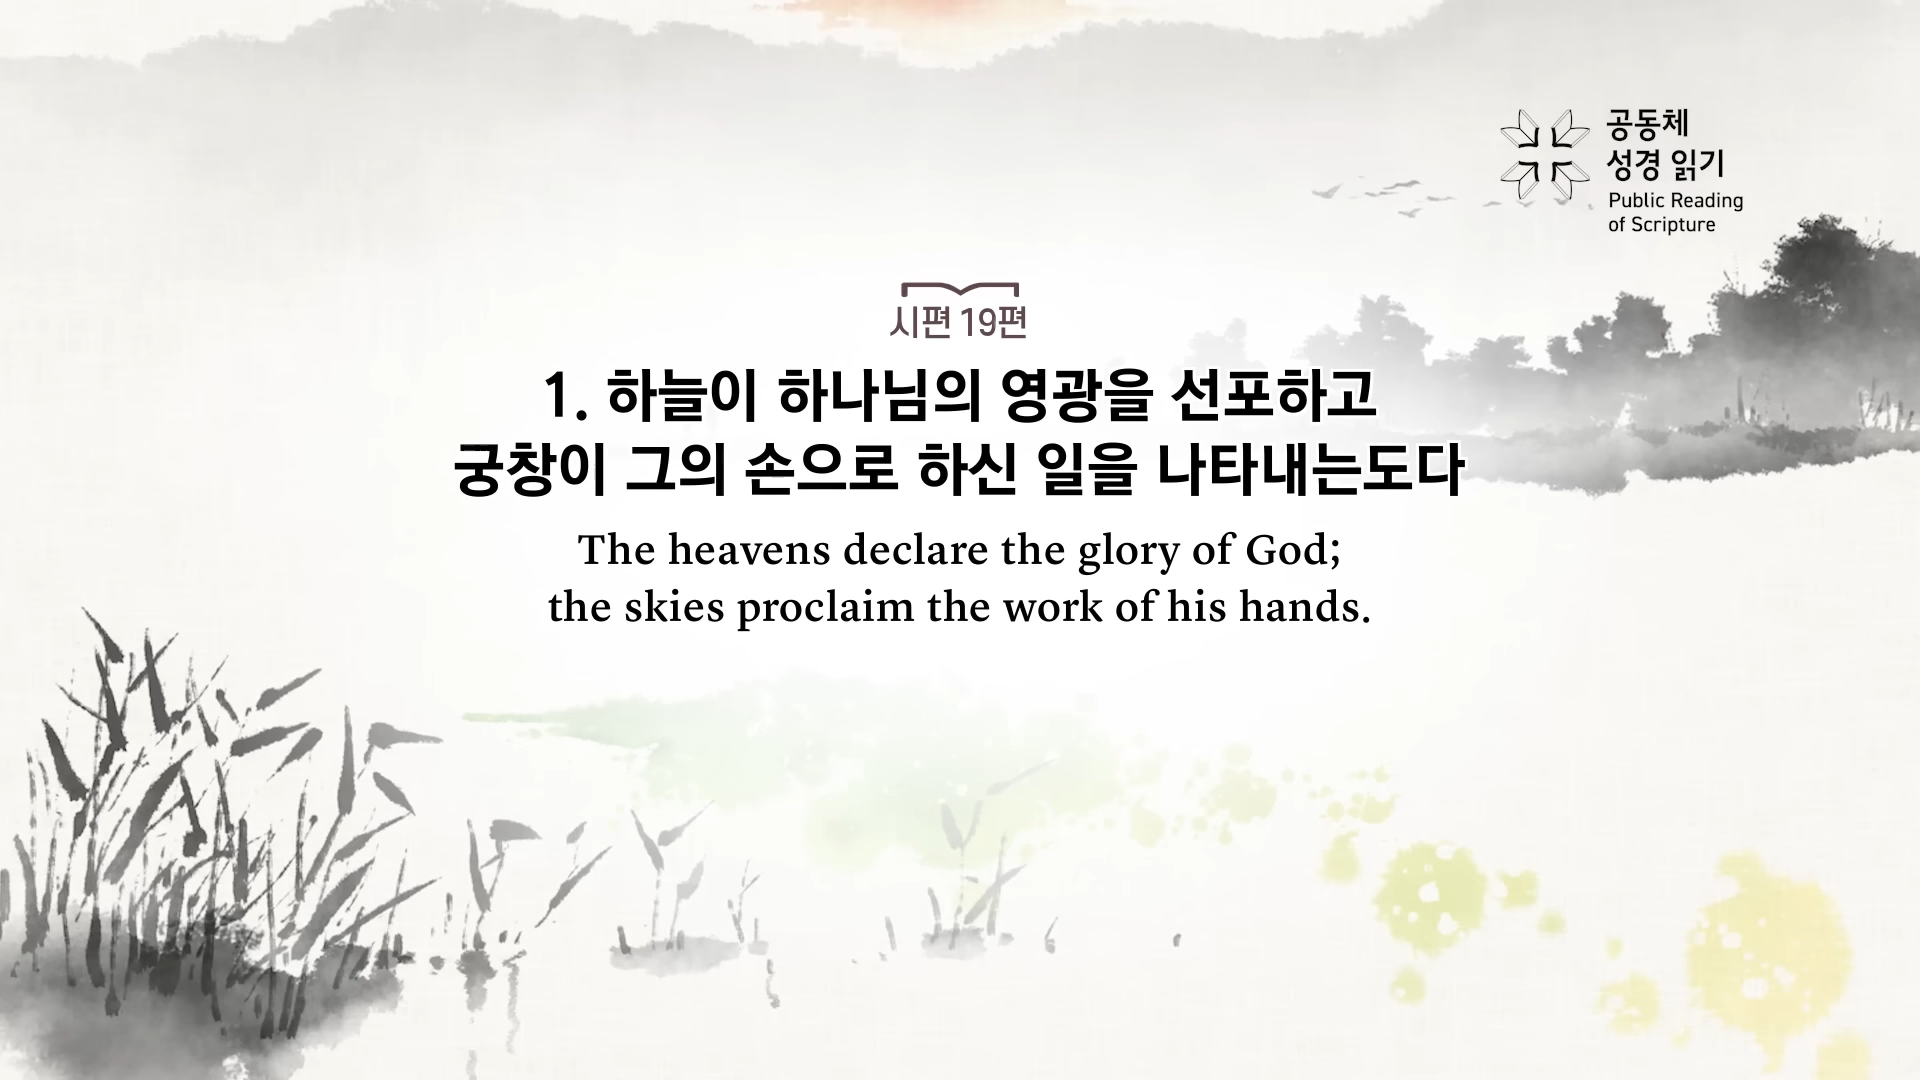 공동체
성경 읽기
Public Reading
of Scripture
시편 19편
1. 하늘이 하나님의 영광을 선포하고
궁창이 그의 손으로 하신 일을 나타내는도다
The heavens declare the glory of God;
the skies proclaim the work of his hands.